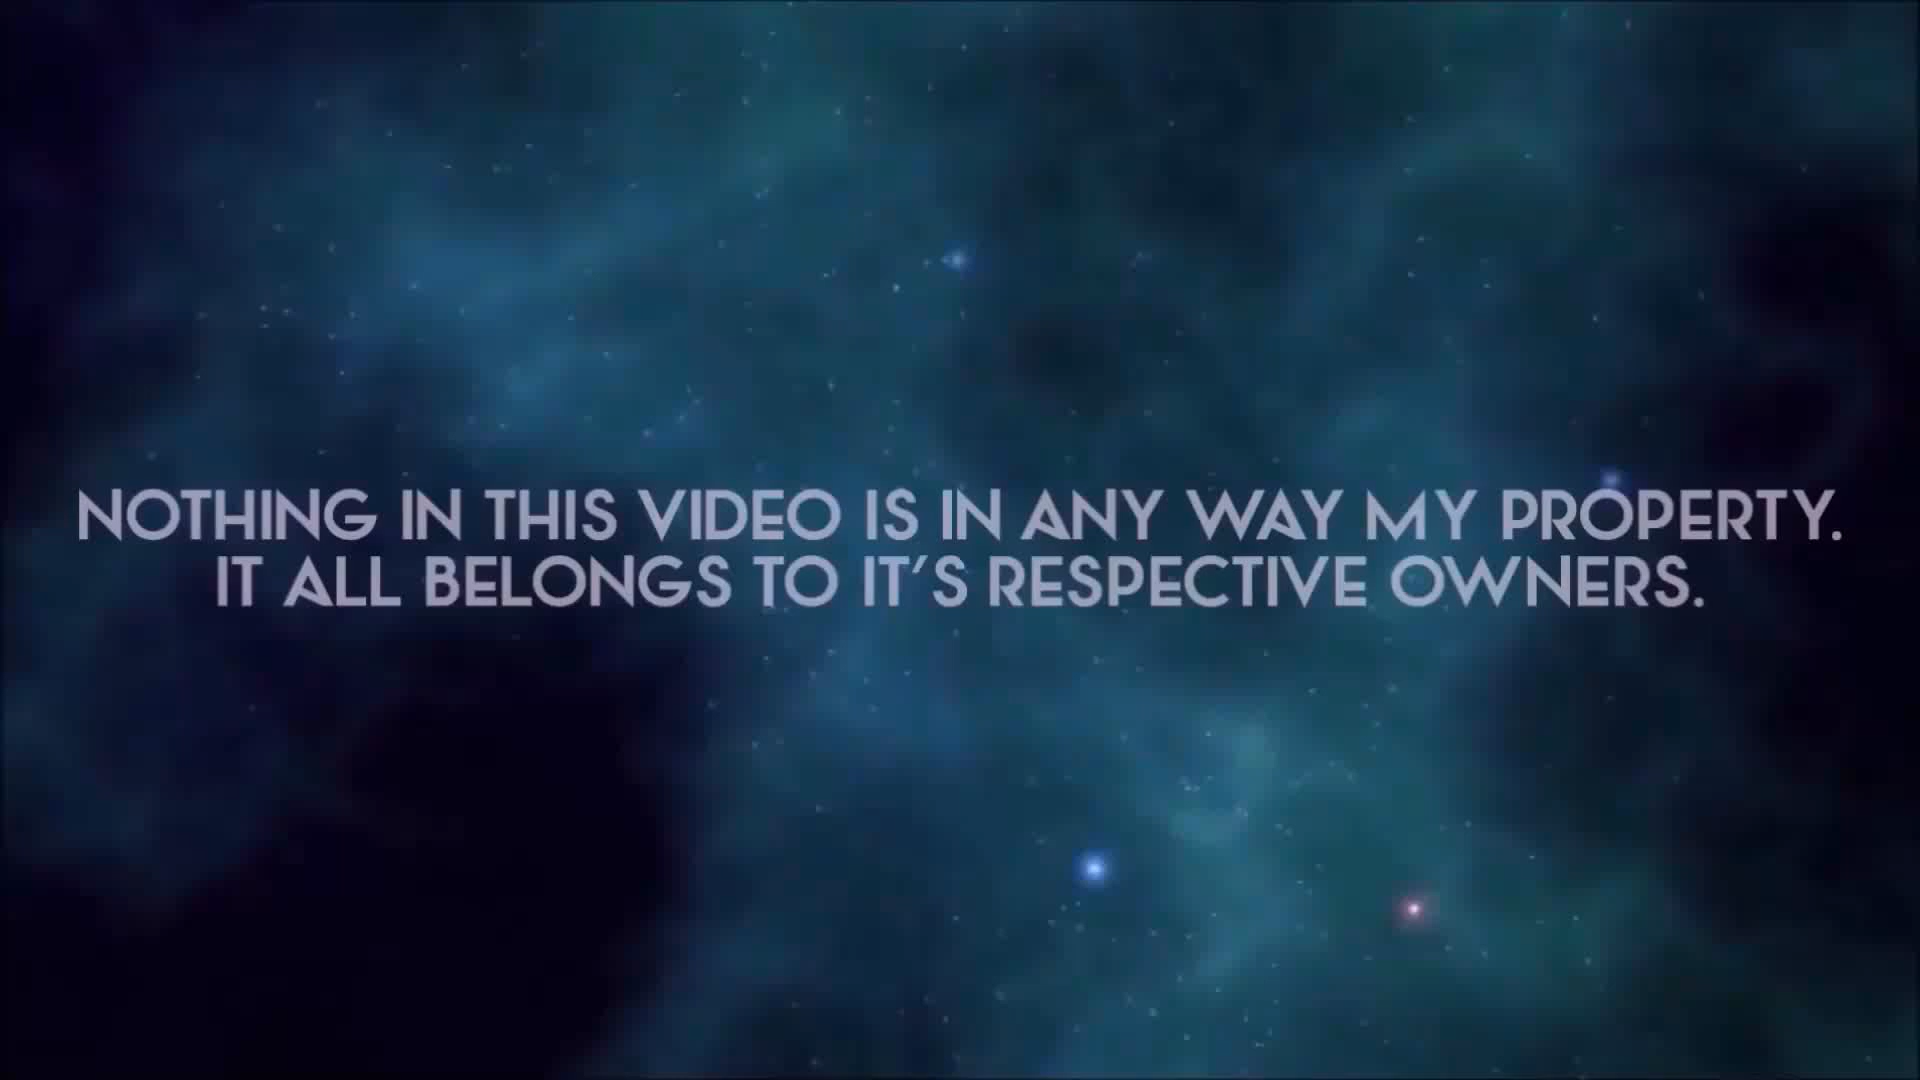 NOTHING IN THIS VIDEO IS IN ANY WAY MY PROPERTY.
IT ALL BELONGS TO IT'S RESPECTIVE OWNERS.